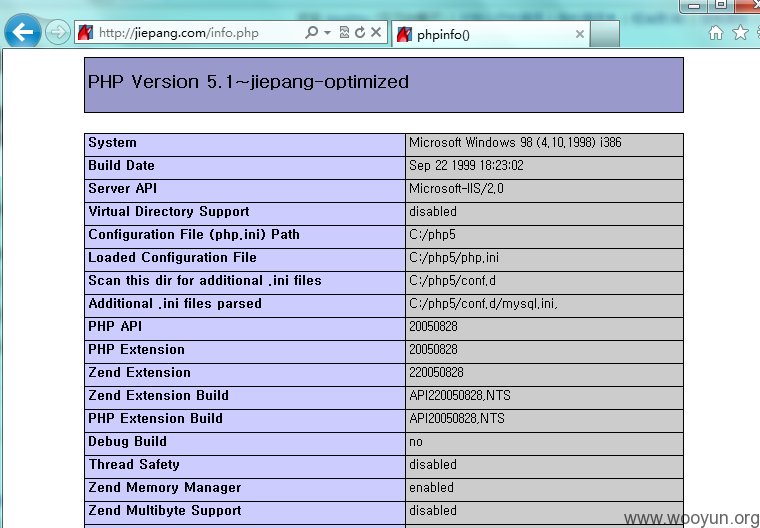 http://jiepang.com/info.php
phpinfo()
PHP Version 5.1~jiepang-optimized
System Microsoft Windows 98 (4.10.1998) i386
Build Date Sep 22 1999 18:23:02
Server API Microsoft-IIS/2.0
Virtual Directory Support disabled
Configuration File (php.ini) Path C:/php5
Loaded Configuration File C:/php5/php.ini
Scan this dir for additional .ini files C:/php5/conf.d
Additional .ini files parsed C:/php5/conf.d/mysql.ini,
PHP API 20050828
PHP Extension 20050828
Zend Extension 220050828
Zend Extension Build API220050828,NTS
PHP Extension Build API20050828,NTS
Debug Build no
Thread Safety disabled
Zend Memory Manager enabled
Zend Multibyte Support disabled
www.wooyun.org